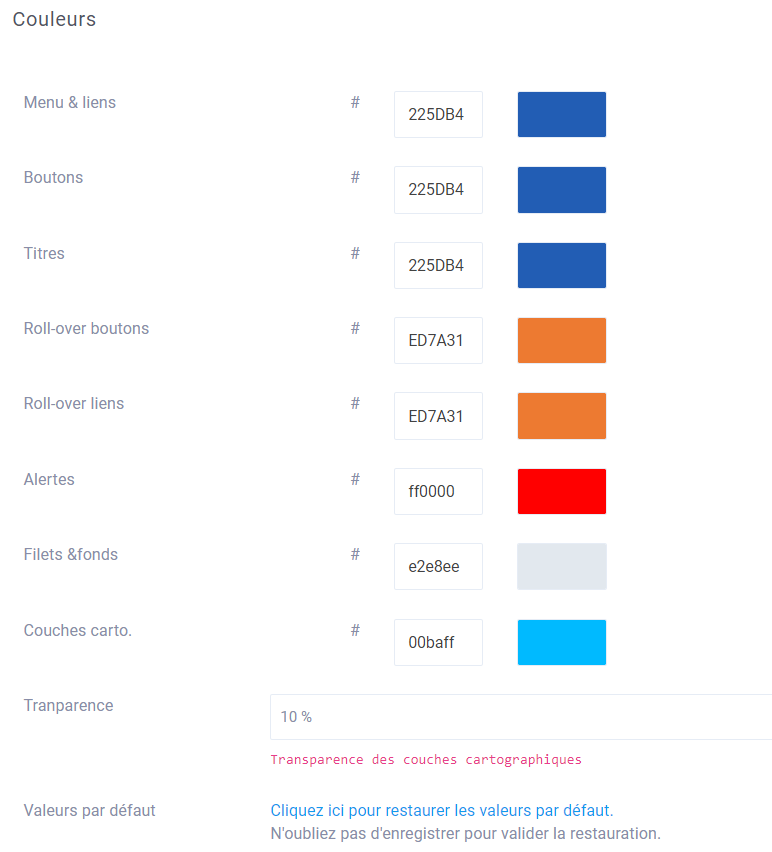 Couleurs
Menu & liens # 225DB4
Boutons # 225DB4
Titres # 225DB4
Roll-over boutons # ED7A31
Roll-over liens # ED7A31
Alertes # ff0000
Filets &fonds # e2e8ee
Couches carto. # 00baff
Tranparence 10 %
Transparence des couches cartographiques
Valeurs par défaut Cliquez ici pour restaurer les valeurs par défaut.
N'oubliez pas d'enregistrer pour valider la restauration.